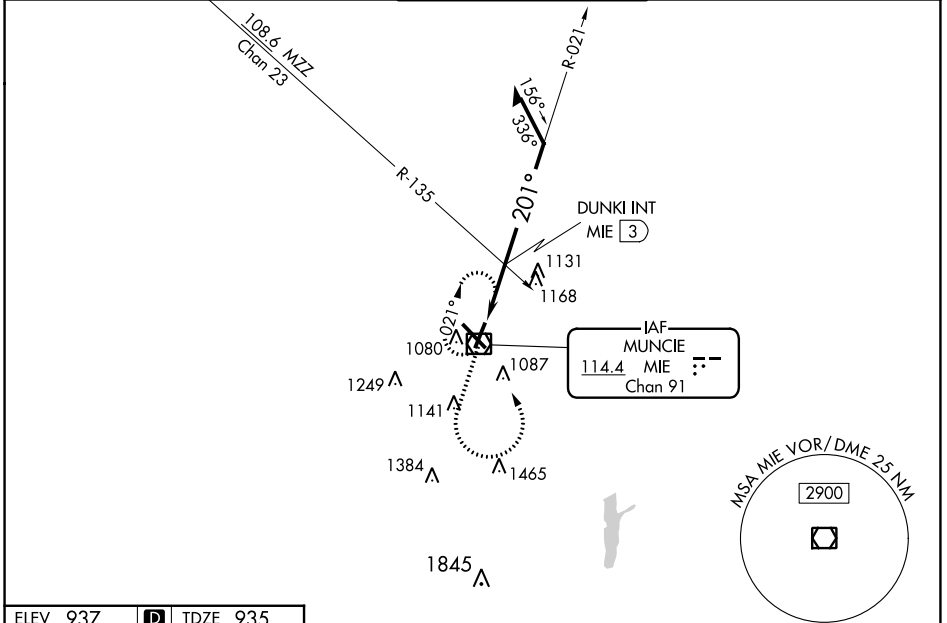 108.6 MZZ
Chan 23
R-135
R-021
156°
336°
201°
DUNKI INT
MIE 3
1131
1168
021°
1080
1087
IAF
MUNCIE
114.4 MIE
Chan 91
1249
1141
1384
1465
MSA MIE VOR/DME 25 NM
2900
1845
ELEV 937 D TDZE 935